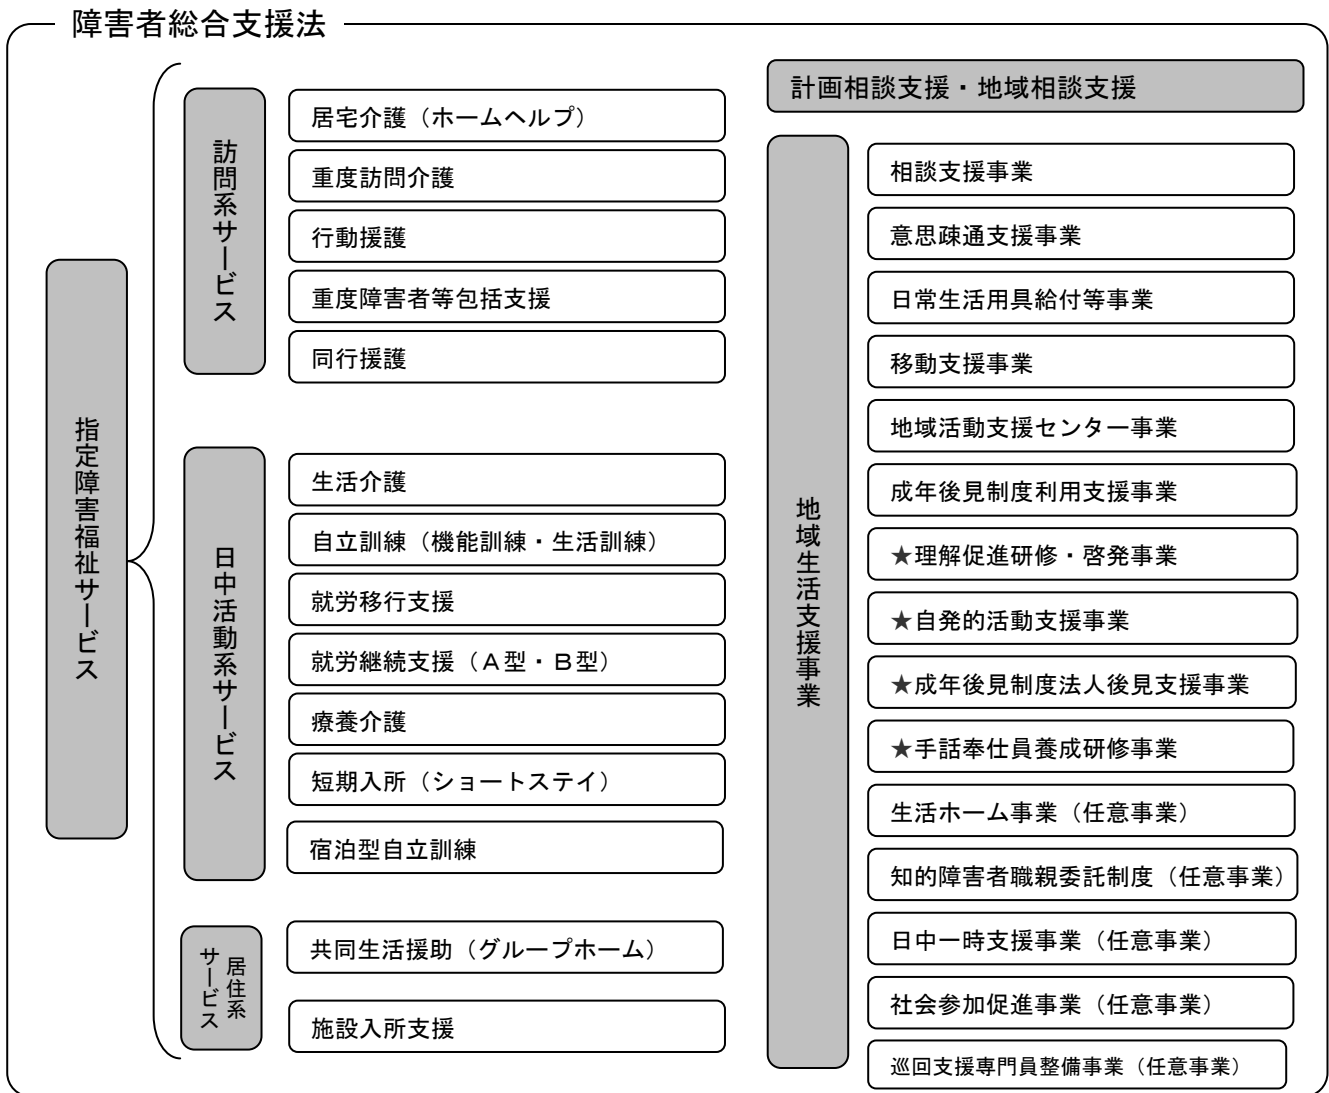 障害者総合支援法
指定障害福祉サービス
訪問系サービス
居宅介護（ホームヘルプ）
重度訪問介護
行動援護
重度障害者等包括支援
同行援護
日中活動系サービス
生活介護
自立訓練（機能訓練・生活訓練）
就労移行支援
就労継続支援（Ａ型・Ｂ型）
療養介護
短期入所（ショートステイ）
宿泊型自立訓練
居住系
サービス
共同生活援助（グループホーム）
施設入所支援
計画相談支援・地域相談支援
地域生活支援事業
相談支援事業
意思疎通支援事業
日常生活用具給付等事業
移動支援事業
地域活動支援センター事業
成年後見制度利用支援事業
★理解促進研修・啓発事業
★自発的活動支援事業
★成年後見制度法人後見支援事業
★手話奉仕員養成研修事業
生活ホーム事業（任意事業）
知的障害者職親委託制度（任意事業）
日中一時支援事業（任意事業）
社会参加促進事業（任意事業）
巡回支援専門員整備事業（任意事業）